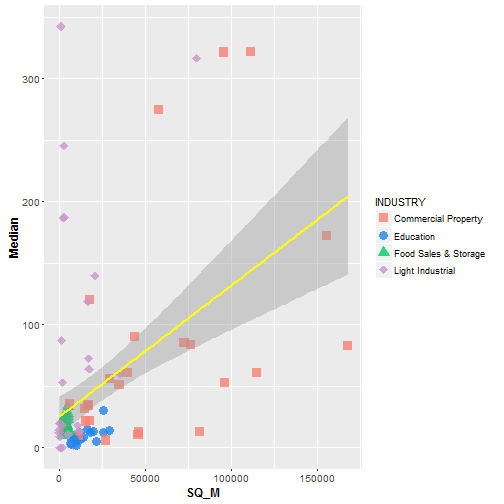 300
200
100
0
Median
0
50000
100000
150000
SQ_M
INDUSTRY
Commercial Property
Education
Food Sales & Storage
Light Industrial